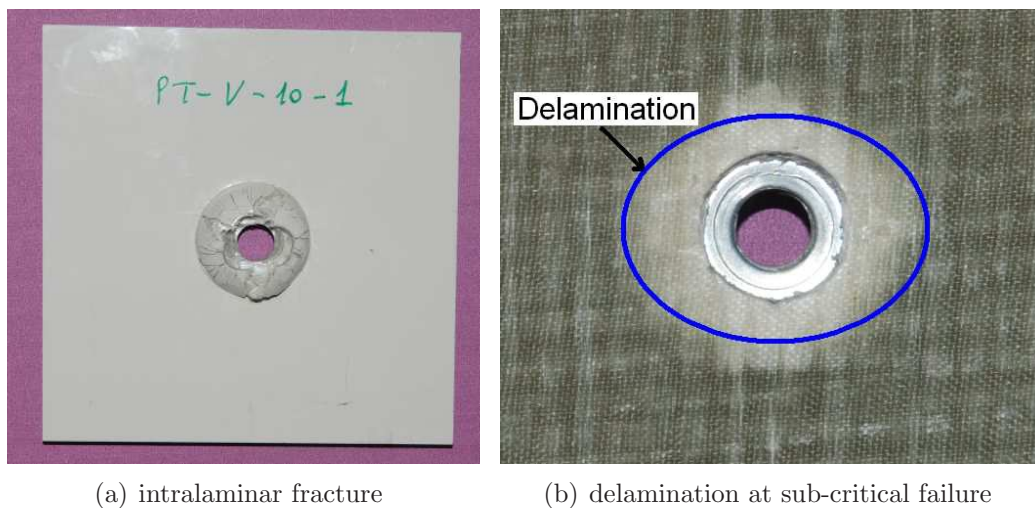 PT-V-10-1
Delamination
(a) intralaminar fracture
(b) delamination at sub-critical failure